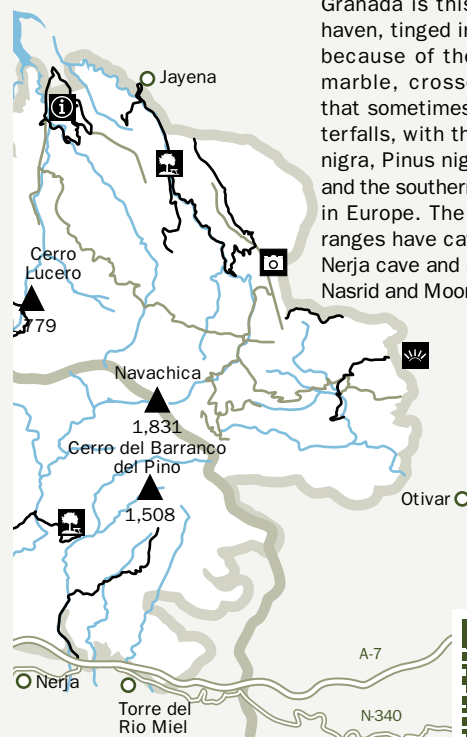 Granada is this
haven, tinged in
because of the
marble, cross
that sometimes
terfalls, with th
nigra, Pinus nig
and the southern
in Europe. The
ranges have ca
Nerja cave and
Nasrid and Moor
Jayena
Cerro
Lucero
779
Navachica
1,831
Cerro del Barranco
del Pino
1,508
Otivar
A-7
Nerja
Torre del
Rio Miel
N-340